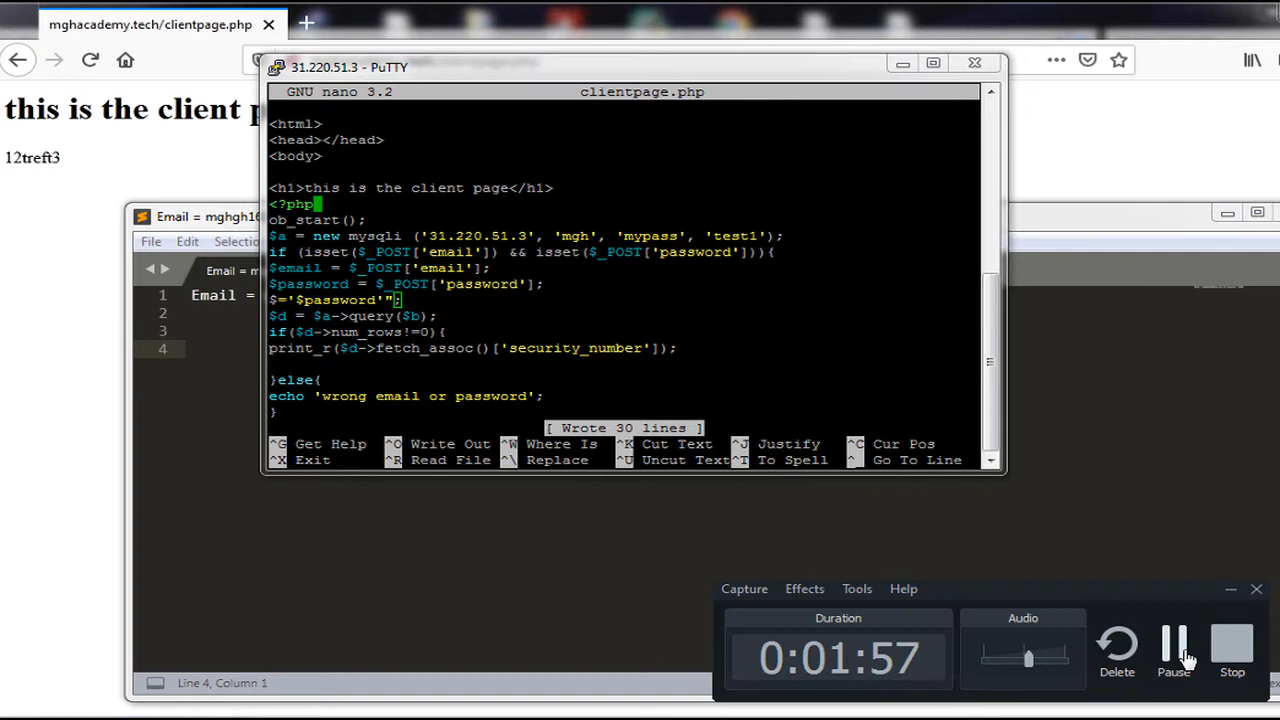 mghacademy.tech/clientpage.php
this is the client
12treft3
31.220.51.3 - PuTTY
GNU nano 3.2 clientpage.php
<html>
<head></head>
<body>
<h1>this is the client page</h1>
<?php
ob_start();
$a = new mysqli ('31.220.51.3', 'mgh', 'mypass', 'test1');
if (isset($_POST['email']) && isset($_POST['password'])){
$email = $_POST['email'];
$password = $_POST['password'];
$='$password'";
$d = $a->query($b);
if($d->num_rows!=0){
print_r($d->fetch_assoc()['security_number']);
}else{
echo 'wrong email or password';
}
[ Wrote 30 lines ]
^G Get Help ^O Write Out ^W Where Is ^K Cut Text ^J Justify ^C Cur Pos
^X Exit ^R Read File ^\ Replace ^U Uncut Text ^T To Spell ^_ Go To Line
Email = mghgh16
File Edit Selectio
Email = m
1 Email =
2
3
4
Line 4, Column 1
Capture Effects Tools Help
Duration
Audio
0:01:57
Delete Pause Stop